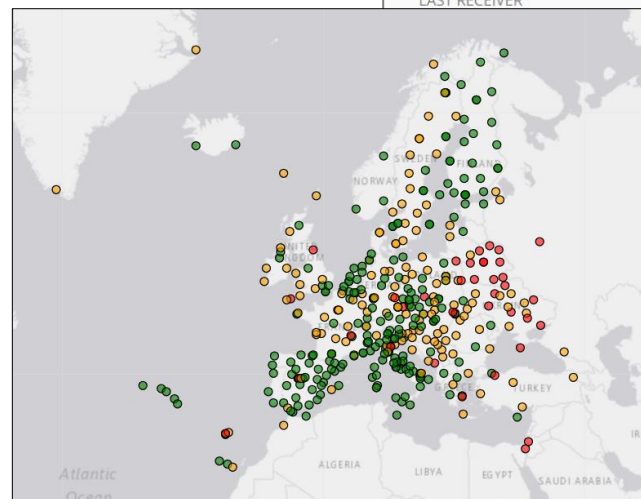 LAST RECEIVER
SWEDEN
FINLAND
NORWAY
UNITED
KINGDOM
GREECE
TURKEY
ALGERIA
LIBYA
EGYPT
SAUDI ARABIA
Atlantic
Ocean